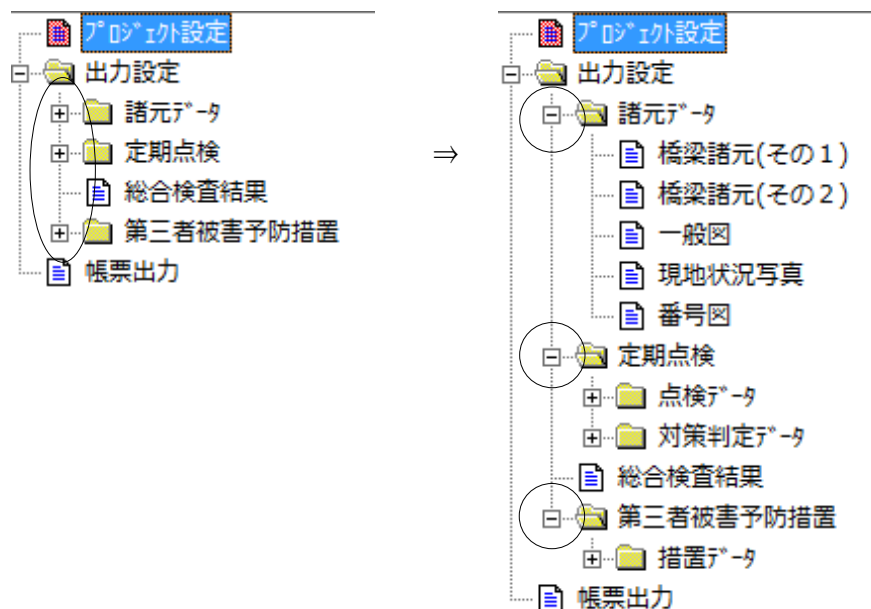 ﾌﾟﾛｼﾞｪｸﾄ設定
出力設定
諸元ﾃﾞｰﾀ
定期点検
総合検査結果
第三者被害予防措置
帳票出力
⇒
ﾌﾟﾛｼﾞｪｸﾄ設定
出力設定
諸元ﾃﾞｰﾀ
橋梁諸元(その１)
橋梁諸元(その２)
一般図
現地状況写真
番号図
定期点検
点検ﾃﾞｰﾀ
対策判定ﾃﾞｰﾀ
総合検査結果
第三者被害予防措置
措置ﾃﾞｰﾀ
帳票出力